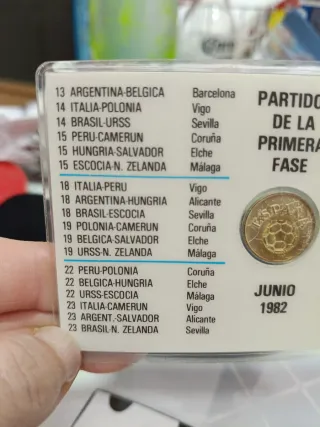 13 ARGENTINA-BELGICA Barcelona
14 ITALIA-POLONIA Vigo
14 BRASIL-URSS Sevilla
15 PERU-CAMERUN Coruña
15 HUNGRIA-SALVADOR Elche
15 ESCOCIA-N. ZELANDA Málaga
18 ITALIA-PERU Vigo
18 ARGENTINA-HUNGRIA Alicante
18 BRASIL-ESCOCIA Sevilla
19 POLONIA-CAMERUN Coruña
19 BELGICA-SALVADOR Elche
19 URSS-N. ZELANDA Málaga
22 PERU-POLONIA Coruña
22 BELGICA-HUNGRIA Elche
22 URSS-ESCOCIA Málaga
23 ITALIA-CAMERUN Vigo
23 ARGENT.-SALVADOR Alicante
23 BRASIL-N. ZELANDA Sevilla
PARTIDO
DE LA
PRIMERA
FASE
JUNIO
1982